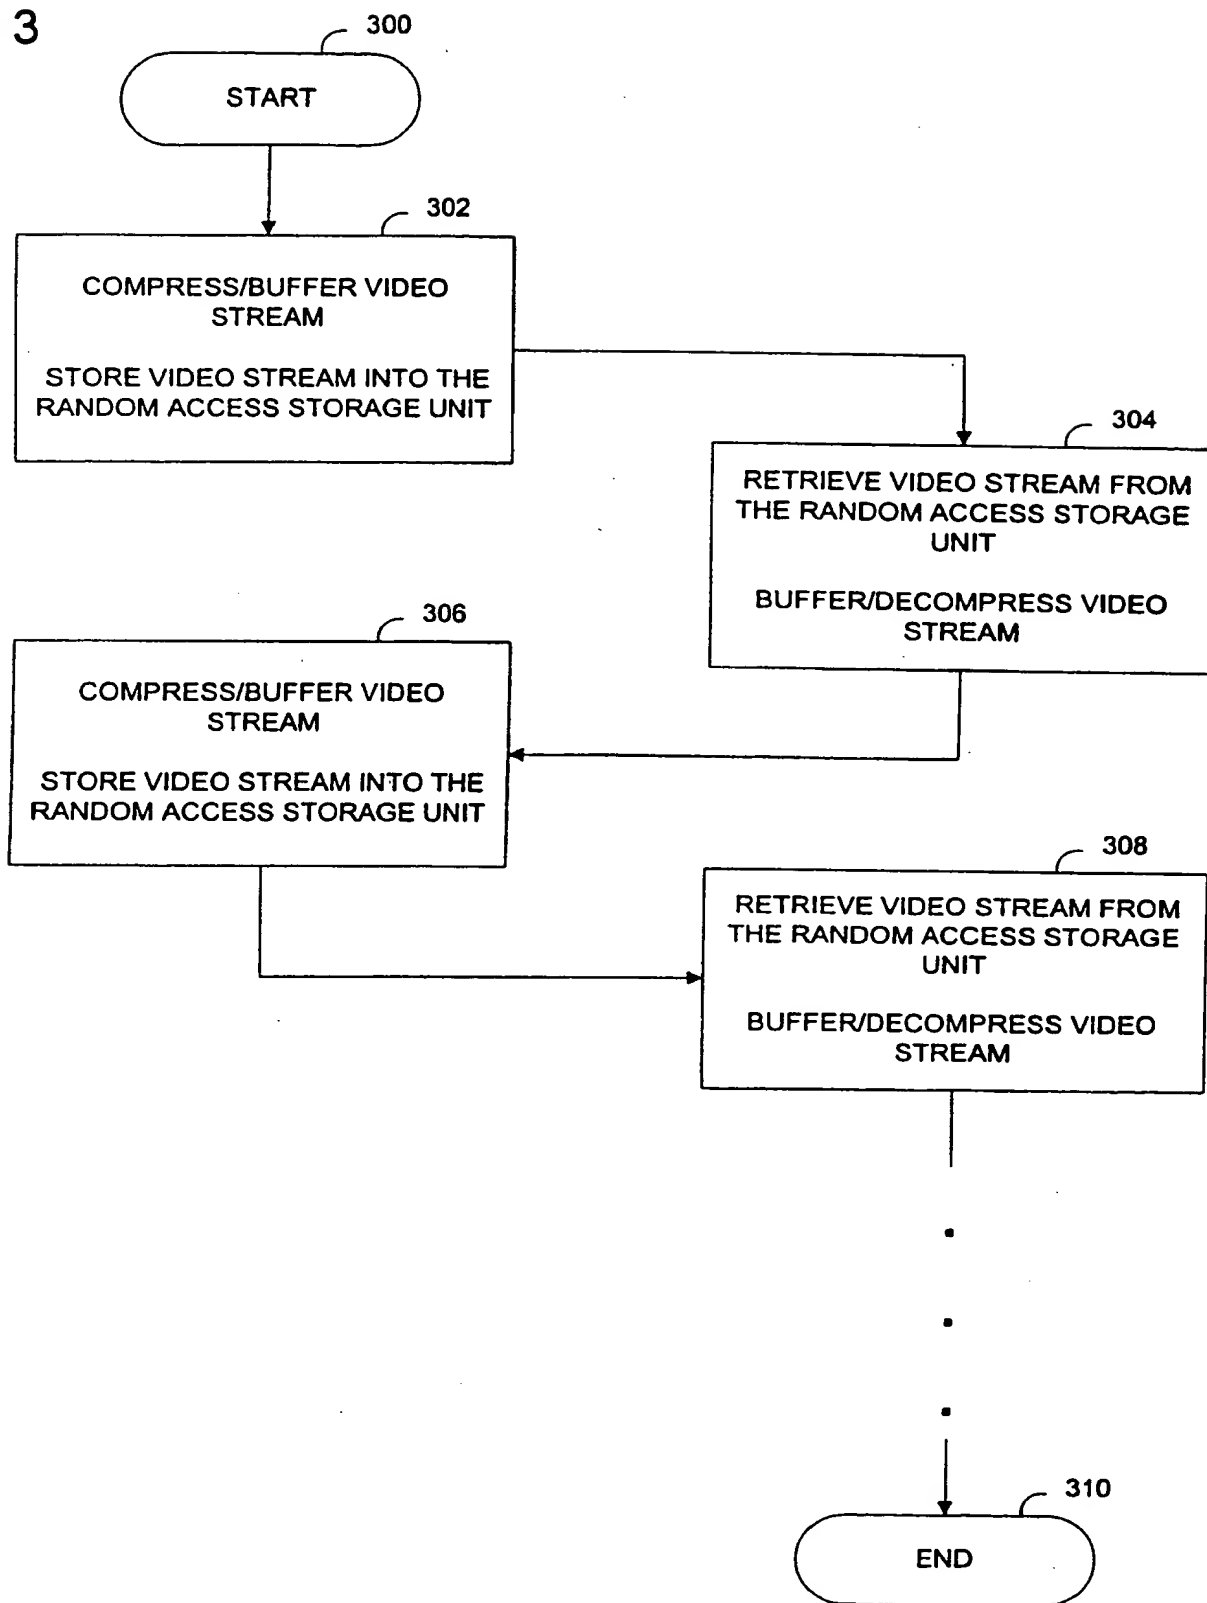 3
300
START
302
COMPRESS/BUFFER VIDEO
STREAM
STORE VIDEO STREAM INTO THE
RANDOM ACCESS STORAGE UNIT
304
RETRIEVE VIDEO STREAM FROM
THE RANDOM ACCESS STORAGE
UNIT
BUFFER/DECOMPRESS VIDEO
STREAM
306
COMPRESS/BUFFER VIDEO
STREAM
STORE VIDEO STREAM INTO THE
RANDOM ACCESS STORAGE UNIT
308
RETRIEVE VIDEO STREAM FROM
THE RANDOM ACCESS STORAGE
UNIT
BUFFER/DECOMPRESS VIDEO
STREAM
310
END